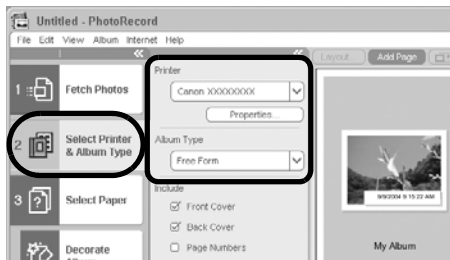 Untitled - PhotoRecord
File Edit View Album Internet Help
Layout... Add Page
1 Fetch Photos
2 Select Printer
& Album Type
3 Select Paper
Decorate
Printer
Canon XXXXXXXX
Properties...
Album Type
Free Form
Include
Front Cover
Back Cover
Page Numbers
9/9/2004 9:15:22 AM
My Album